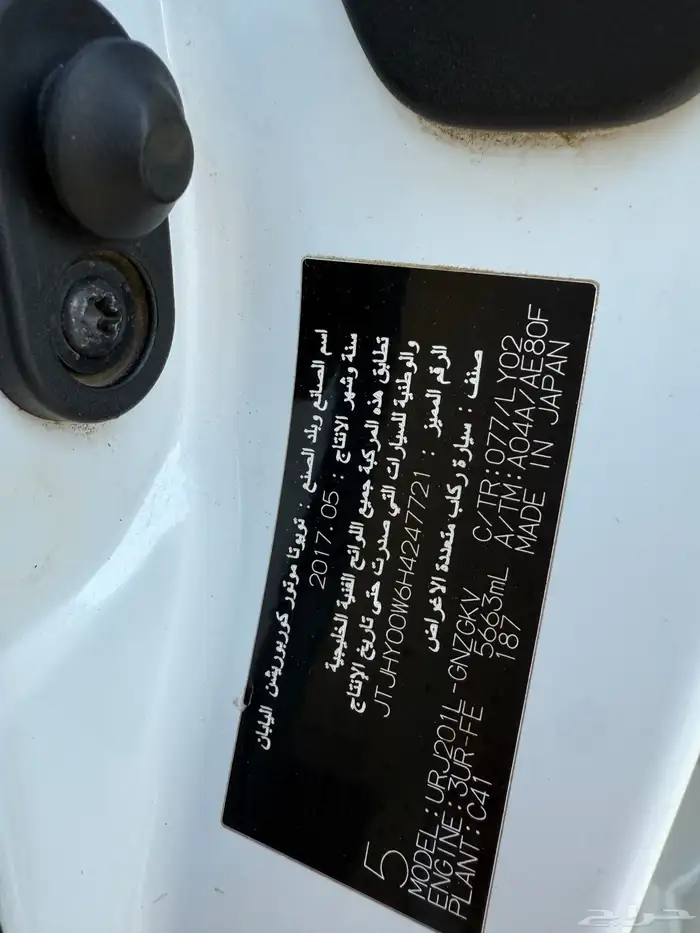 اسم الصانع وبلد الصنع : تويوتا موتور كوربوريشن اليابان
سنة وشهر الانتاج : 2017.05
تطابق هذه المركبة جميع اللوائح الفنية الخليجية
والوطنية للسيارات التي صدرت حتى تاريخ الإنتاج
الرقم المميز : JTJHY00W6H4247721
صنف : سيارة ركاب متعددة الاغراض
5
MODEL:URJ201L-GNZGKV C/TR:077/LY02
ENGINE:3UR-FE 5663mL A/TM:A04A/AE80F
PLANT:C41 187 MADE IN JAPAN
حراج